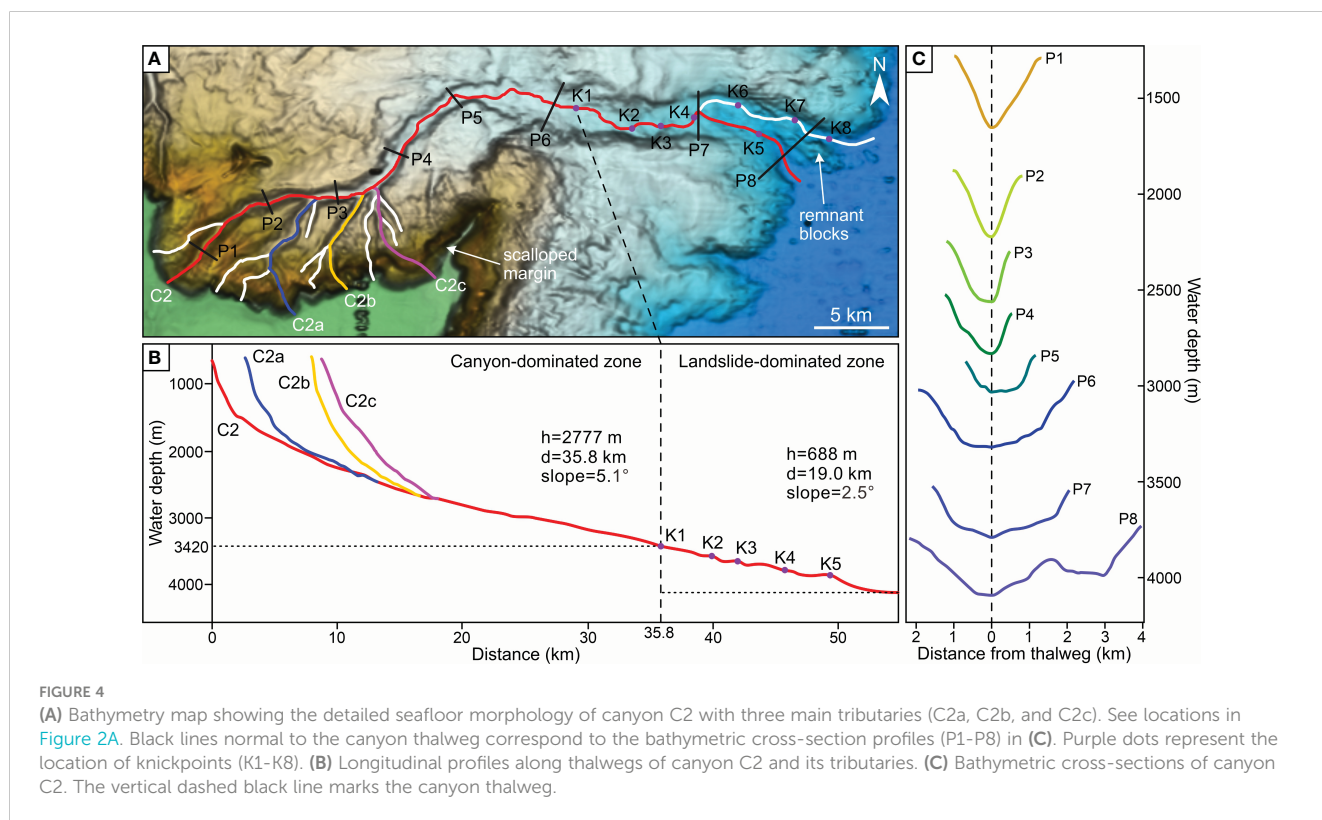 A
N
K1
K2
K3
K4
K5
K6
K7
K8
P1
P2
P3
P4
P5
P6
P7
P8
remnant
blocks
scalloped
margin
C2
C2a
C2b
C2c
5 km
B
C2a
C2b
C2c
C2
Canyon-dominated zone
Landslide-dominated zone
h=2777 m
d=35.8 km
slope=5.1°
h=688 m
d=19.0 km
slope=2.5°
K1
K2
K3
K4
K5
1000
2000
3000
3420
4000
Water depth (m)
0
10
20
30
35.8
40
50
Distance (km)
C
P1
P2
P3
P4
P5
P6
P7
P8
1500
2000
2500
3000
3500
4000
Water depth (m)
2 1 0 1 2 3 4
Distance from thalweg (km)
FIGURE 4
(A) Bathymetry map showing the detailed seafloor morphology of canyon C2 with three main tributaries (C2a, C2b, and C2c). See locations in
Figure 2A. Black lines normal to the canyon thalweg correspond to the bathymetric cross-section profiles (P1-P8) in (C). Purple dots represent the
location of knickpoints (K1-K8). (B) Longitudinal profiles along thalwegs of canyon C2 and its tributaries. (C) Bathymetric cross-sections of canyon
C2. The vertical dashed black line marks the canyon thalweg.